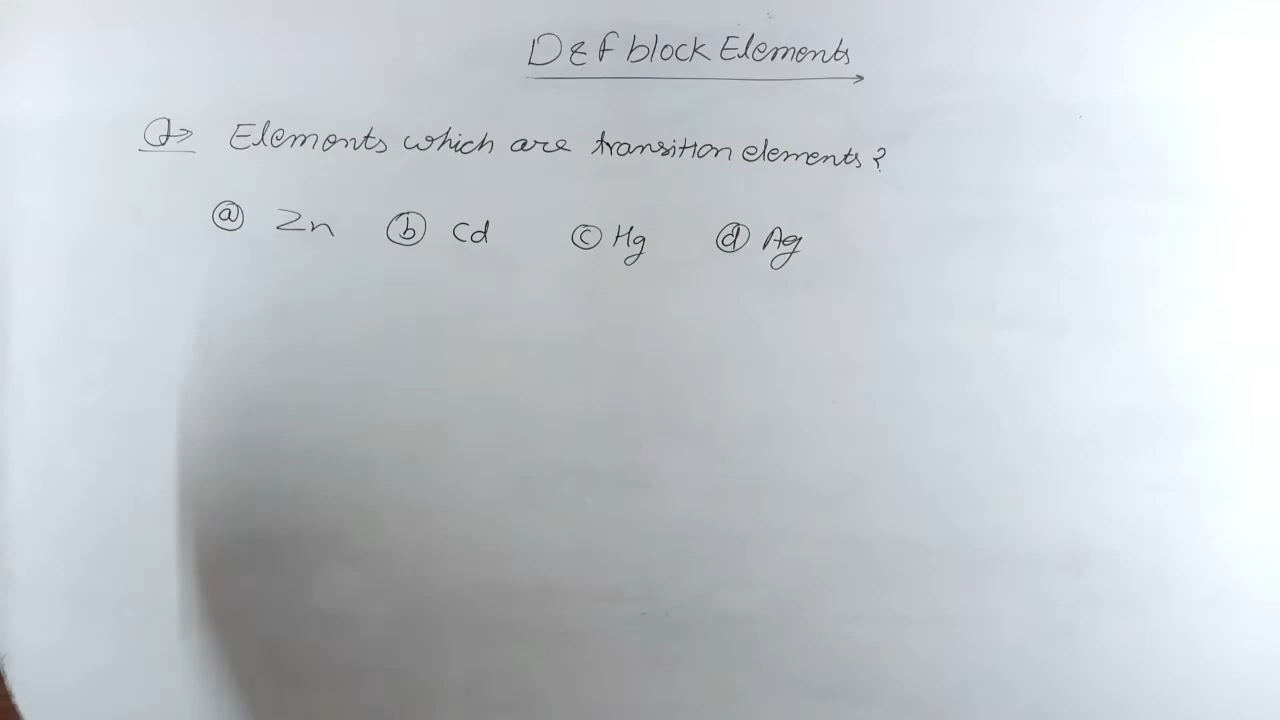 D & f block Elements
Q⇒ Elements which are transition elements?
ⓐ Zn ⓑ Cd ⓒ Hg ⓓ Ag